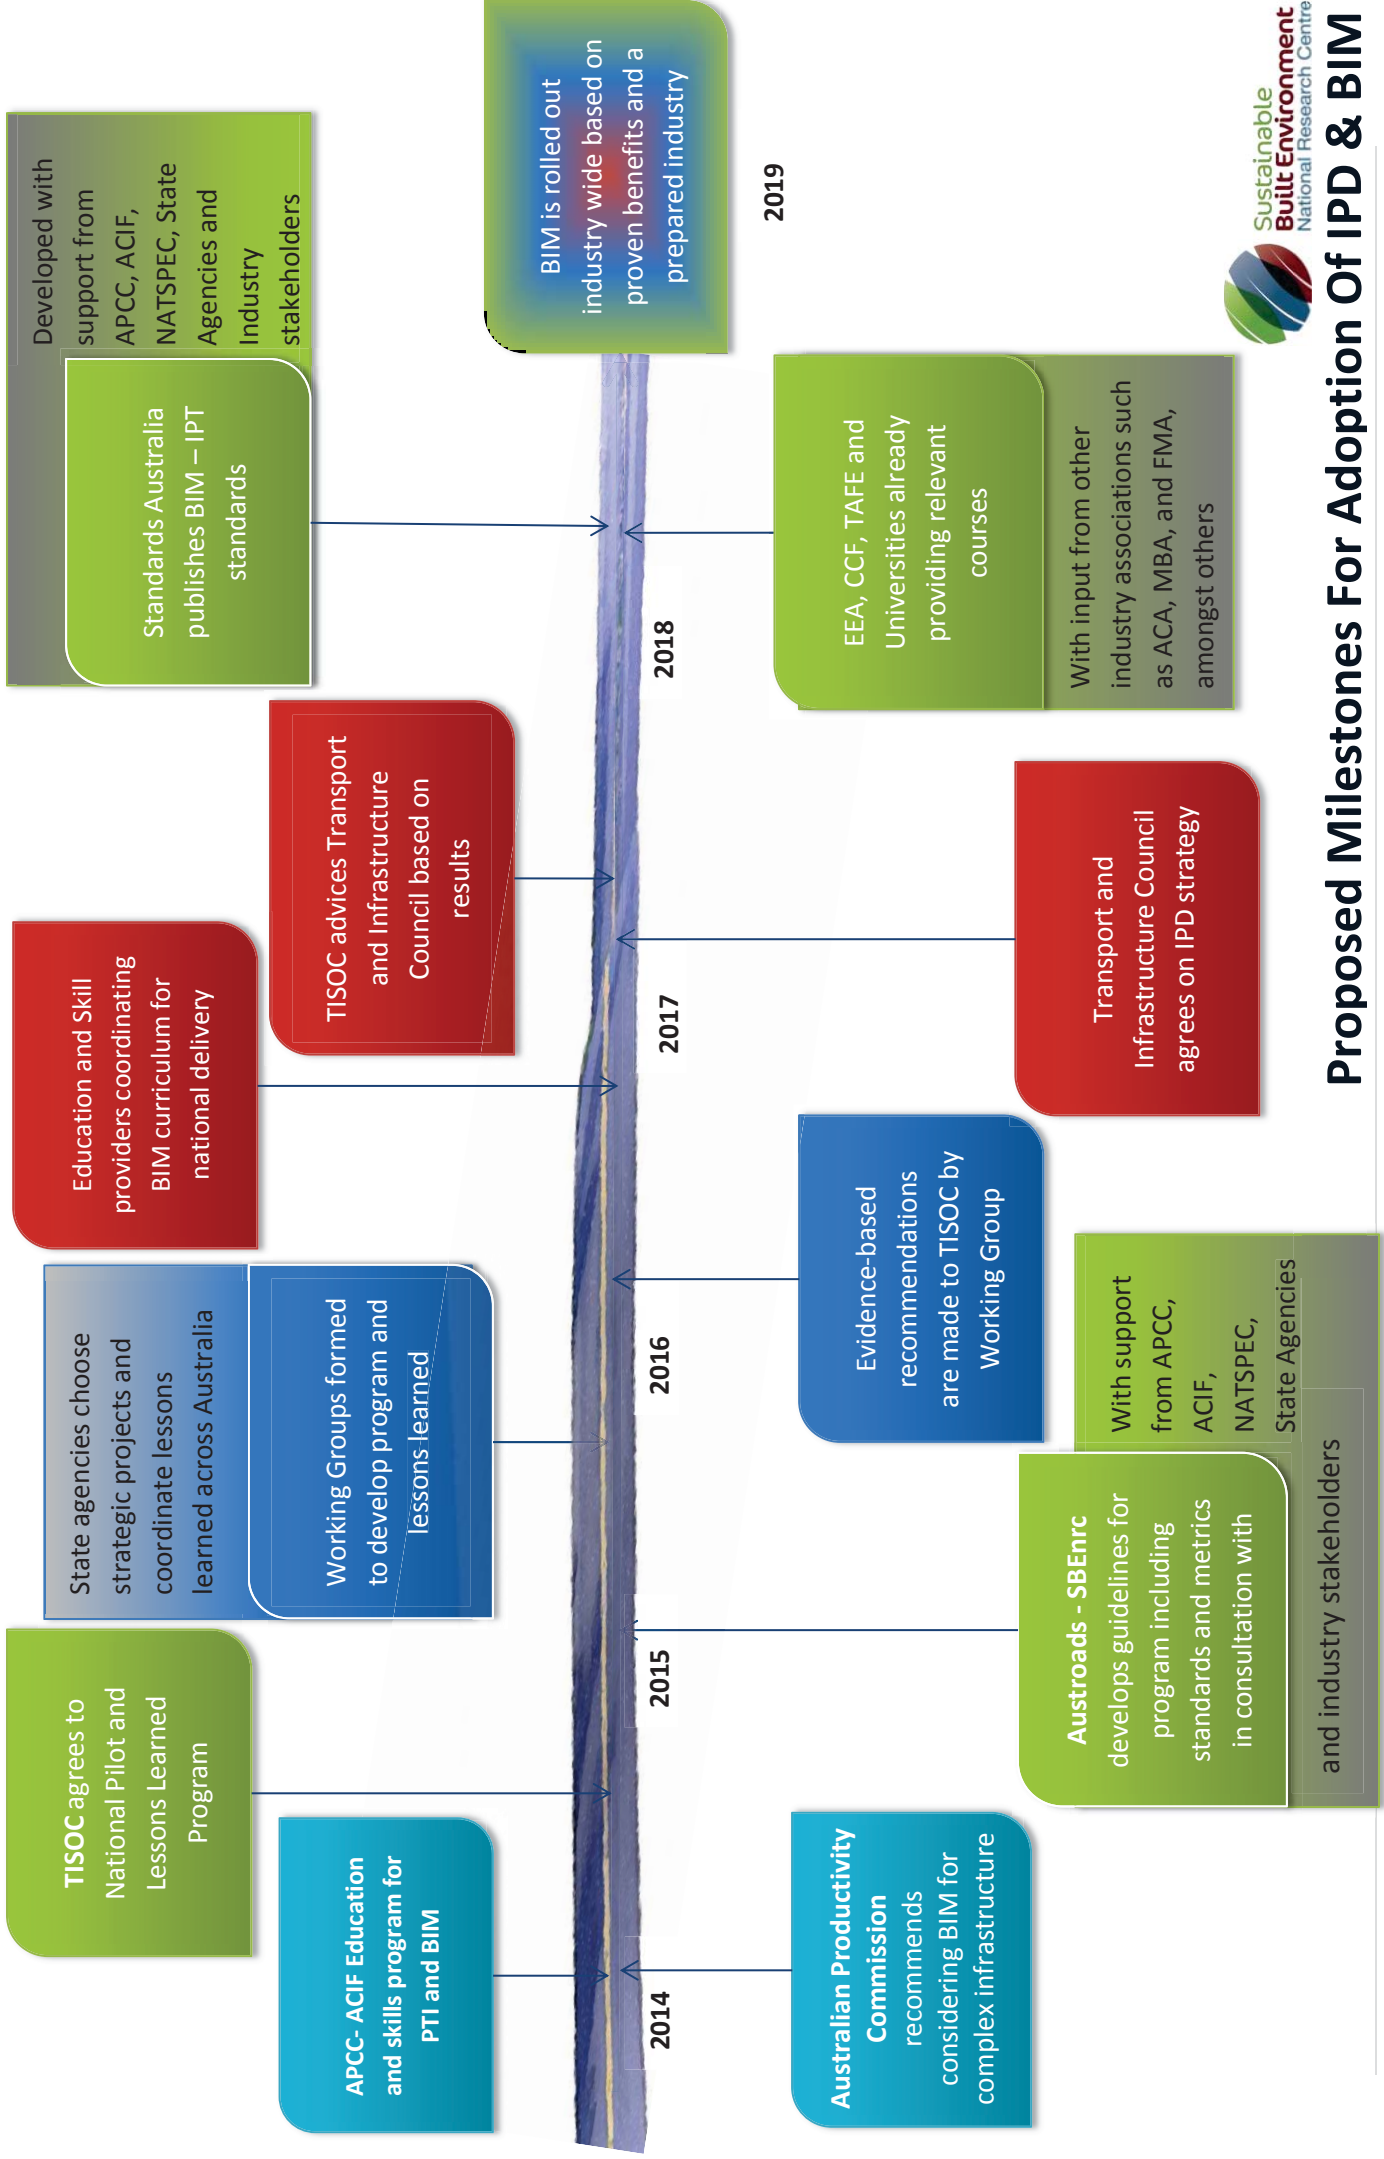 TISOC agrees to
National Pilot and
Lessons Learned
Program
State agencies choose
strategic projects and
coordinate lessons
learned across Australia
Working Groups formed
to develop program and
lessons learned
Education and Skill
providers coordinating
BIM curriculum for
national delivery
TISOC advices Transport
and Infrastructure
Council based on
results
Developed with
support from
APCC, ACIF,
NATSPEC, State
Agencies and
Industry
stakeholders
Standards Australia
publishes BIM – IPT
standards
APCC- ACIF Education
and skills program for
PTI and BIM
BIM is rolled out
industry wide based on
proven benefits and a
prepared industry
2014
2015
2016
2017
2018
2019
Australian Productivity
Commission
recommends
considering BIM for
complex infrastructure
Austroads - SBEnrc
develops guidelines for
program including
standards and metrics
in consultation with
With support
from APCC,
ACIF,
NATSPEC,
State Agencies
and industry stakeholders
Evidence-based
recommendations
are made to TISOC by
Working Group
Transport and
Infrastructure Council
agrees on IPD strategy
EEA, CCF, TAFE and
Universities already
providing relevant
courses
With input from other
industry associations such
as ACA, MBA, and FMA,
amongst others
Sustainable
Built Environment
National Research Centre
Proposed Milestones For Adoption Of IPD & BIM